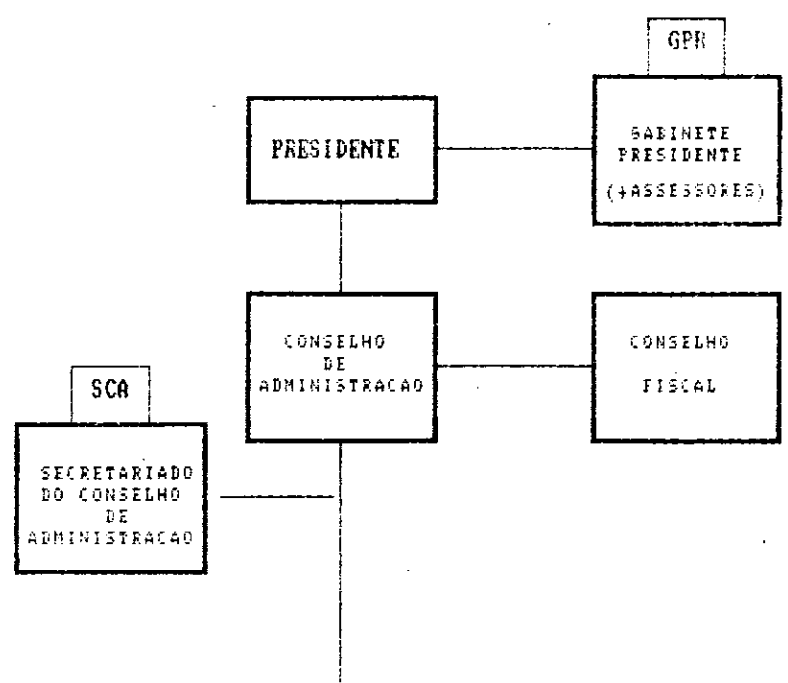 GPR
PRESIDENTE
GABINETE
PRESIDENTE
(+ASSESSORES)
CONSELHO
DE
ADMINISTRACAO
CONSELHO
FISCAL
SCA
SECRETARIADO
DO CONSELHO
DE
ADMINISTRACAO